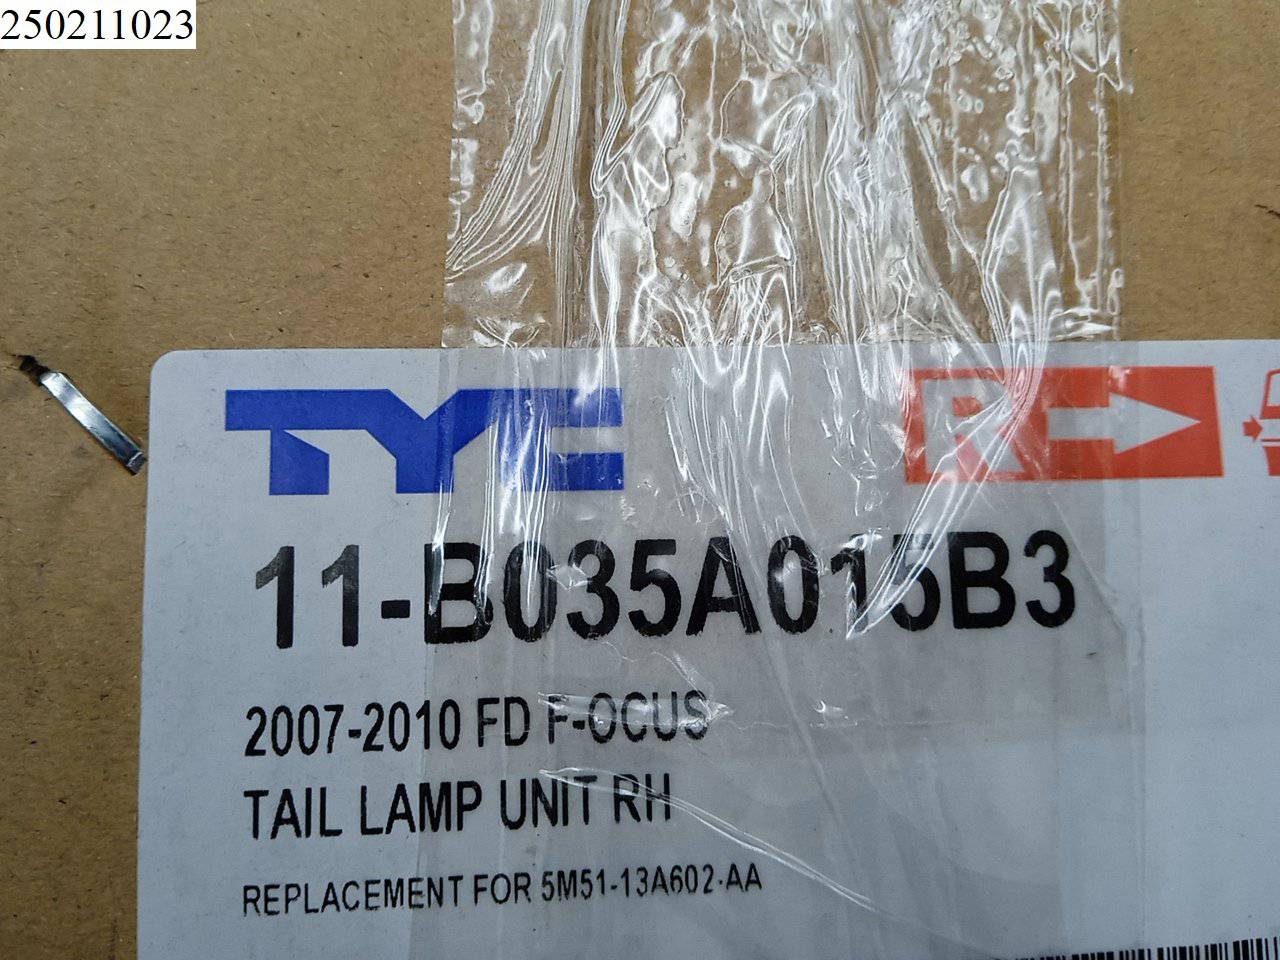 250211023
TYC R
11-B035A015B3
2007-2010 FD F-OCUS
TAIL LAMP UNIT RH
REPLACEMENT FOR 5M51-13A602-AA